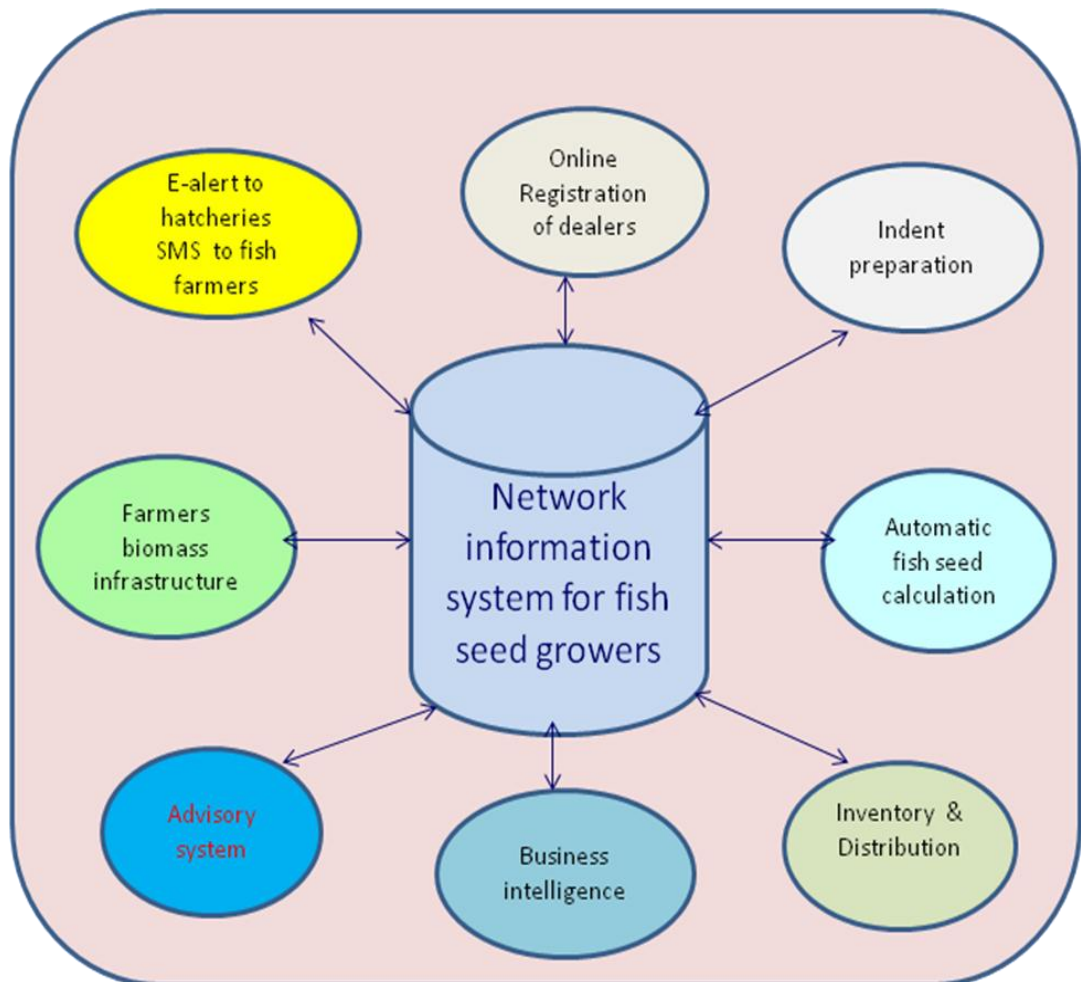 E-alert to
hatcheries
SMS to fish
farmers
Online
Registration
of dealers
Indent
preparation
Farmers
biomass
infrastructure
Network
information
system for fish
seed growers
Automatic
fish seed
calculation
Advisory
system
Business
intelligence
Inventory &
Distribution